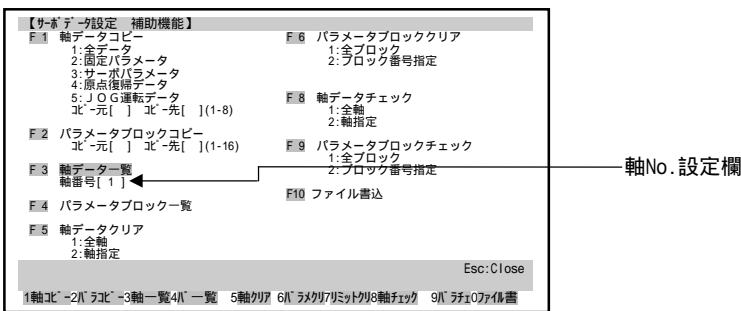 【ｻｰﾎﾞﾃﾞｰﾀ設定　補助機能】
F 1 軸データコピー
1:全データ
2:固定パラメータ
3:サーボパラメータ
4:原点復帰データ
5:ＪＯＧ運転データ
ｺﾋﾟｰ元[ ] ｺﾋﾟｰ先[ ](1-8)
F 2 パラメータブロックコピー
ｺﾋﾟｰ元[ ] ｺﾋﾟｰ先[ ](1-16)
F 3 軸データ一覧
軸番号[ 1 ]
F 4 パラメータブロック一覧
F 5 軸データクリア
1:全軸
2:軸指定
F 6 パラメータブロッククリア
1:全ブロック
2:ブロック番号指定
F 8 軸データチェック
1:全軸
2:軸指定
F 9 パラメータブロックチェック
1:全ブロック
2:ブロック番号指定
F10 ファイル書込
軸No.設定欄
Esc:Close
1軸ｺﾋﾟｰ2ﾊﾟﾗｺﾋﾟｰ3軸一覧4ﾊﾟ一覧 5軸ｸﾘｱ 6ﾊﾟﾗﾒｸﾘ7ﾘﾐｯﾄｸﾘ8軸ﾁｪｯｸ 9ﾊﾟﾗﾁｪ0ﾌｧｲﾙ書